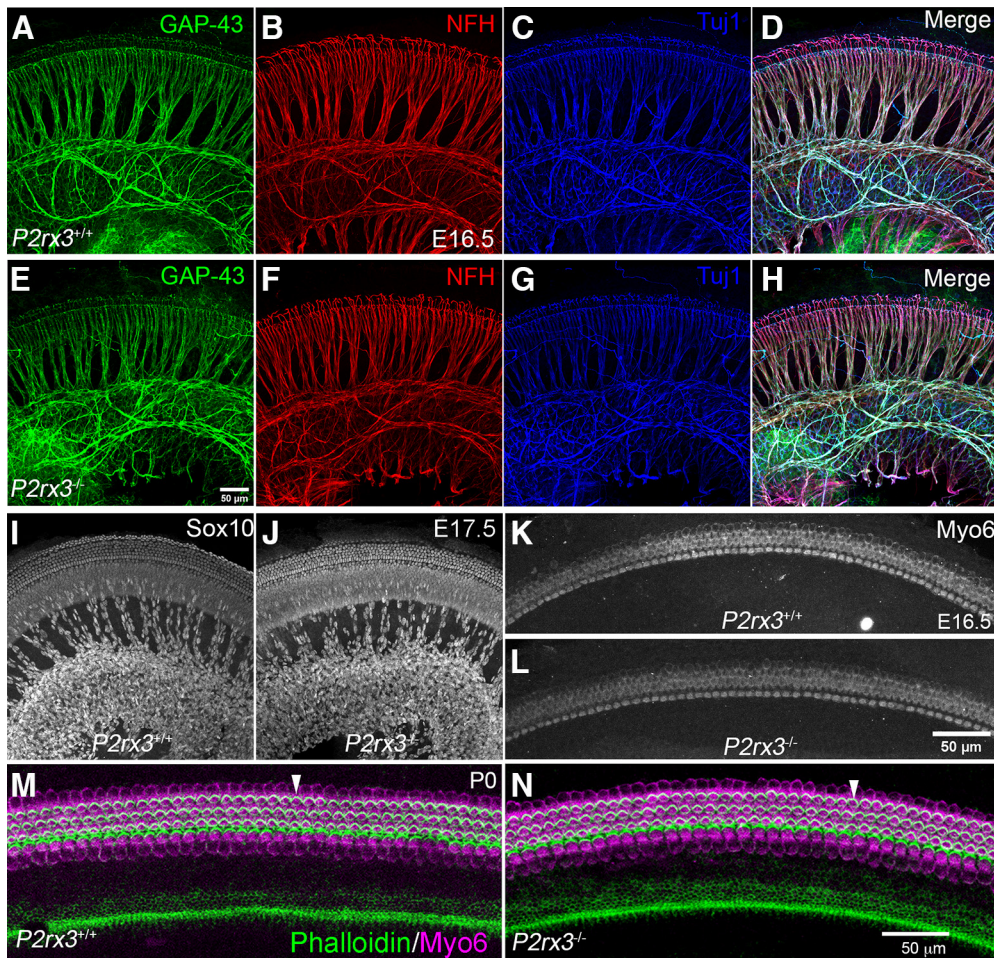 A GAP-43
B NFH
C Tuj1
D Merge
P2rx3+/+
E16.5
E GAP-43
F NFH
G Tuj1
H Merge
P2rx3-/-
50 µm
I Sox10
J E17.5
K Myo6
P2rx3+/+
E16.5
L
P2rx3+/+
P2rx3-/-
P2rx3-/-
50 µm
M P0
N
P2rx3+/+
Phalloidin/Myo6
P2rx3-/-
50 µm